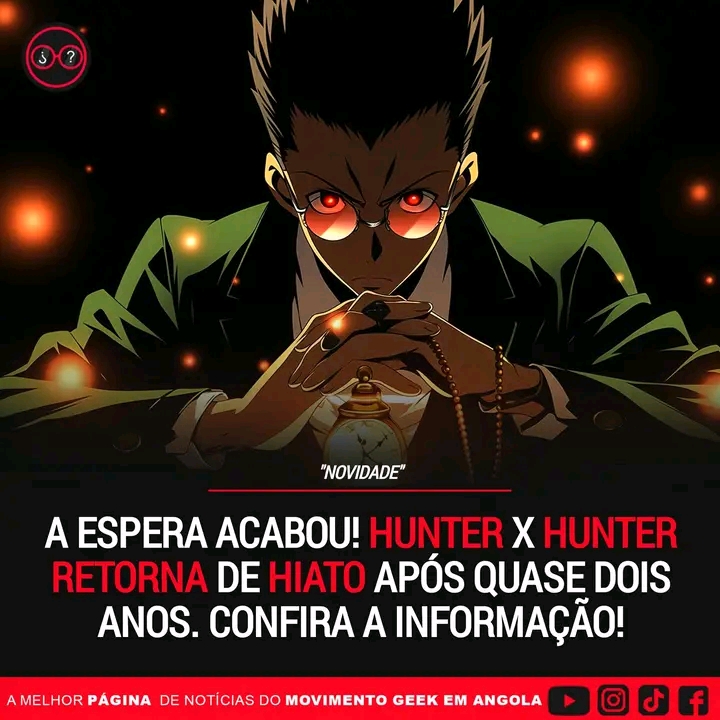 ¿ ?
"NOVIDADE"
A ESPERA ACABOU! HUNTER X HUNTER
RETORNA DE HIATO APÓS QUASE DOIS
ANOS. CONFIRA A INFORMAÇÃO!
A MELHOR PÁGINA DE NOTÍCIAS DO MOVIMENTO GEEK EM ANGOLA